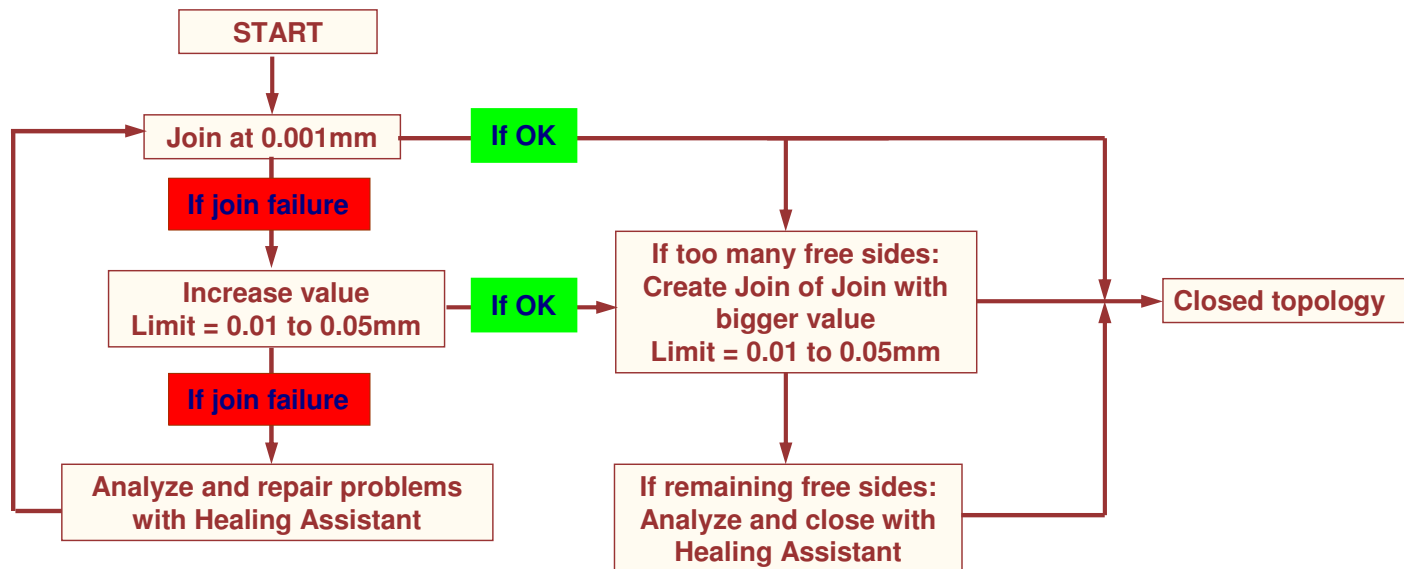 START
Join at 0.001mm
If OK
If join failure
Increase value
Limit = 0.01 to 0.05mm
If OK
If too many free sides:
Create Join of Join with
bigger value
Limit = 0.01 to 0.05mm
Closed topology
If join failure
Analyze and repair problems
with Healing Assistant
If remaining free sides:
Analyze and close with
Healing Assistant